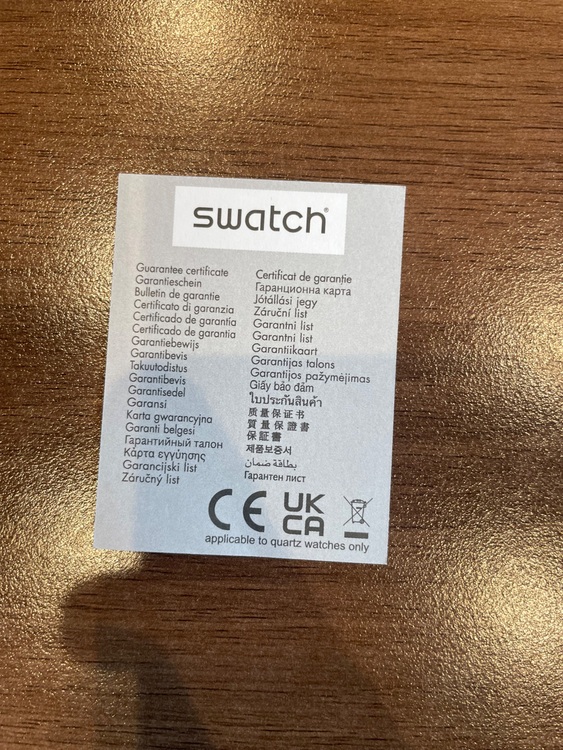 swatch®
Guarantee certificate
Garantieschein
Bulletin de garantie
Certificato di garanzia
Certificado de garantía
Certificado de garantia
Garantiebewijs
Garantibevis
Takuutodistus
Garantibevis
Garantisedel
Garansi
Karta gwarancyjna
Garanti belgesi
Гарантийный талон
Κάρτα εγγύησης
Garancijski list
Záručný list
Certificat de garanție
Гаранционна карта
Jótállási jegy
Záruční list
Garantni list
Garantni list
Garantiikaart
Garantijas talons
Garantijos pažymėjimas
Giấy bảo đảm
ใบประกันสินค้า
质量保证书
質量保證書
保証書
제품보증서
بطاقة ضمان
Гарантен лист
CE UK
CA
applicable to quartz watches only